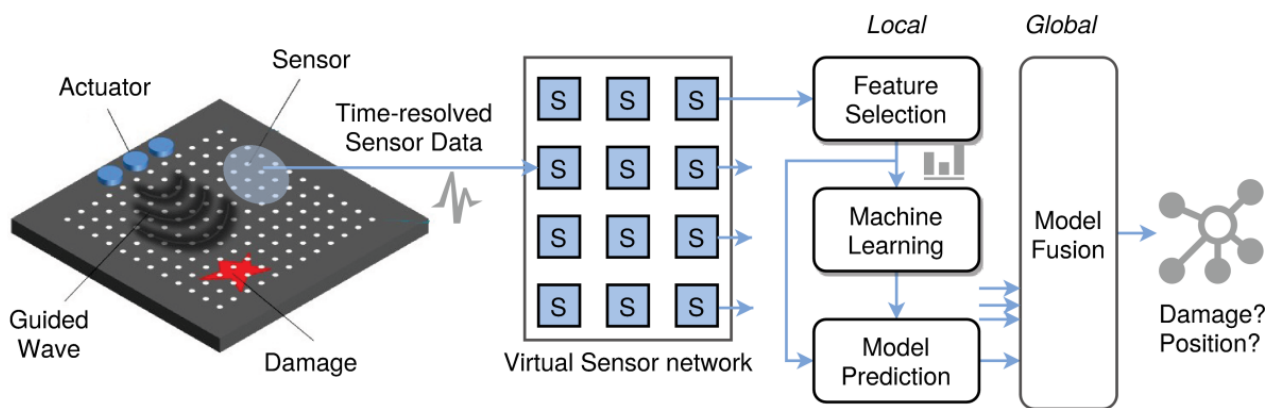 Local
Global
Sensor
Actuator
Time-resolved
Sensor Data
S S S
S S S
S S S
S S S
Feature
Selection
Machine
Learning
Model
Prediction
Model
Fusion
Guided
Wave
Damage
Virtual Sensor network
Damage?
Position?